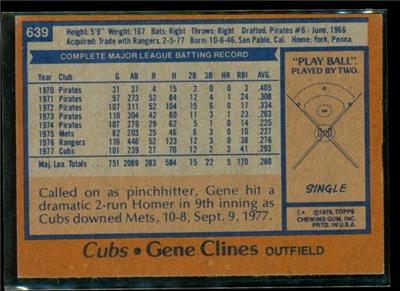 639
Height: 5'9" Weight: 167 Bats: Right Throws: Right Drafted: Pirates #6 - June, 1966
Acquired: Trade with Rangers, 2-5-77 Born: 10-6-46, San Pablo, Cal. Home: York, Penna.
COMPLETE MAJOR LEAGUE BATTING RECORD
YEAR CLUB G AB R H 2B 3B HR RBI AVG.
1970 Pirates 31 37 4 15 2 0 0 3 .405
1971 Pirates 97 273 52 84 12 4 1 24 .308
1972 Pirates 107 311 52 104 15 6 0 17 .334
1973 Pirates 110 304 42 80 11 3 1 23 .263
1974 Pirates 107 276 29 62 5 1 0 14 .225
1975 Mets 82 203 25 46 6 3 0 10 .227
1976 Rangers 116 446 52 123 12 3 0 38 .276
1977 Cubs 101 239 27 70 12 2 3 41 .293
Maj. Lea. Totals 751 2089 283 584 75 22 5 170 .280
Called on as pinchhitter, Gene hit a
dramatic 2-run Homer in 9th inning as
Cubs downed Mets, 10-8, Sept. 9, 1977.
"PLAY BALL"
PLAYED BY TWO.
SINGLE
©1978, TOPPS
CHEWING GUM, INC.
PRTD. IN U.S.A.
Cubs • Gene Clines OUTFIELD